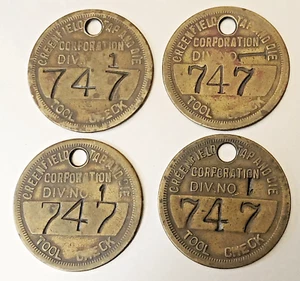 GREENFIELD TAP AND DIE
CORPORATION
DIV. NO. 1
747
TOOL CHECK
GREENFIELD TAP AND DIE
CORPORATION
DIV. NO.
747
TOOL CHECK
GREENFIELD TAP AND DIE
CORPORATION
DIV. NO. 1
747
TOOL CHECK
GREENFIELD TAP AND DIE
CORPORATION
DIV. NO. 1
747
TOOL CHECK